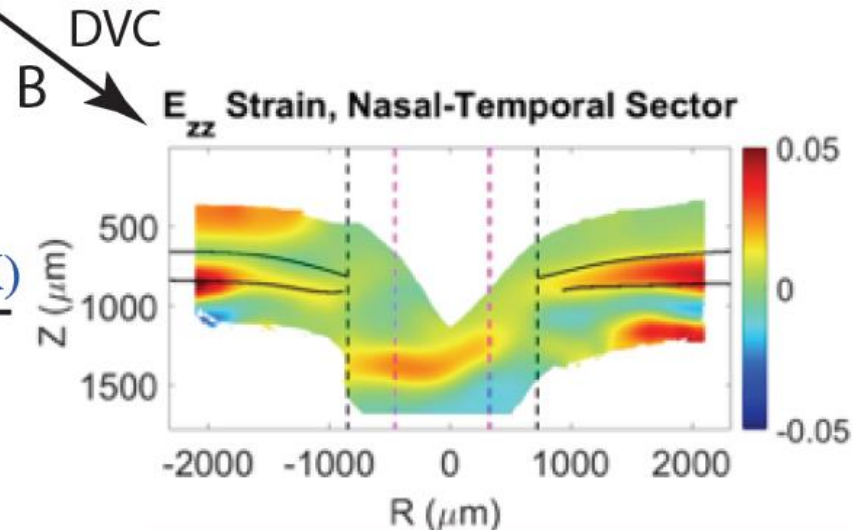 DVC
B
E_zz Strain, Nasal-Temporal Sector
0.05
0
-0.05
500
1000
1500
Z (μm)
)
-2000 -1000 0 1000 2000
R (μm)